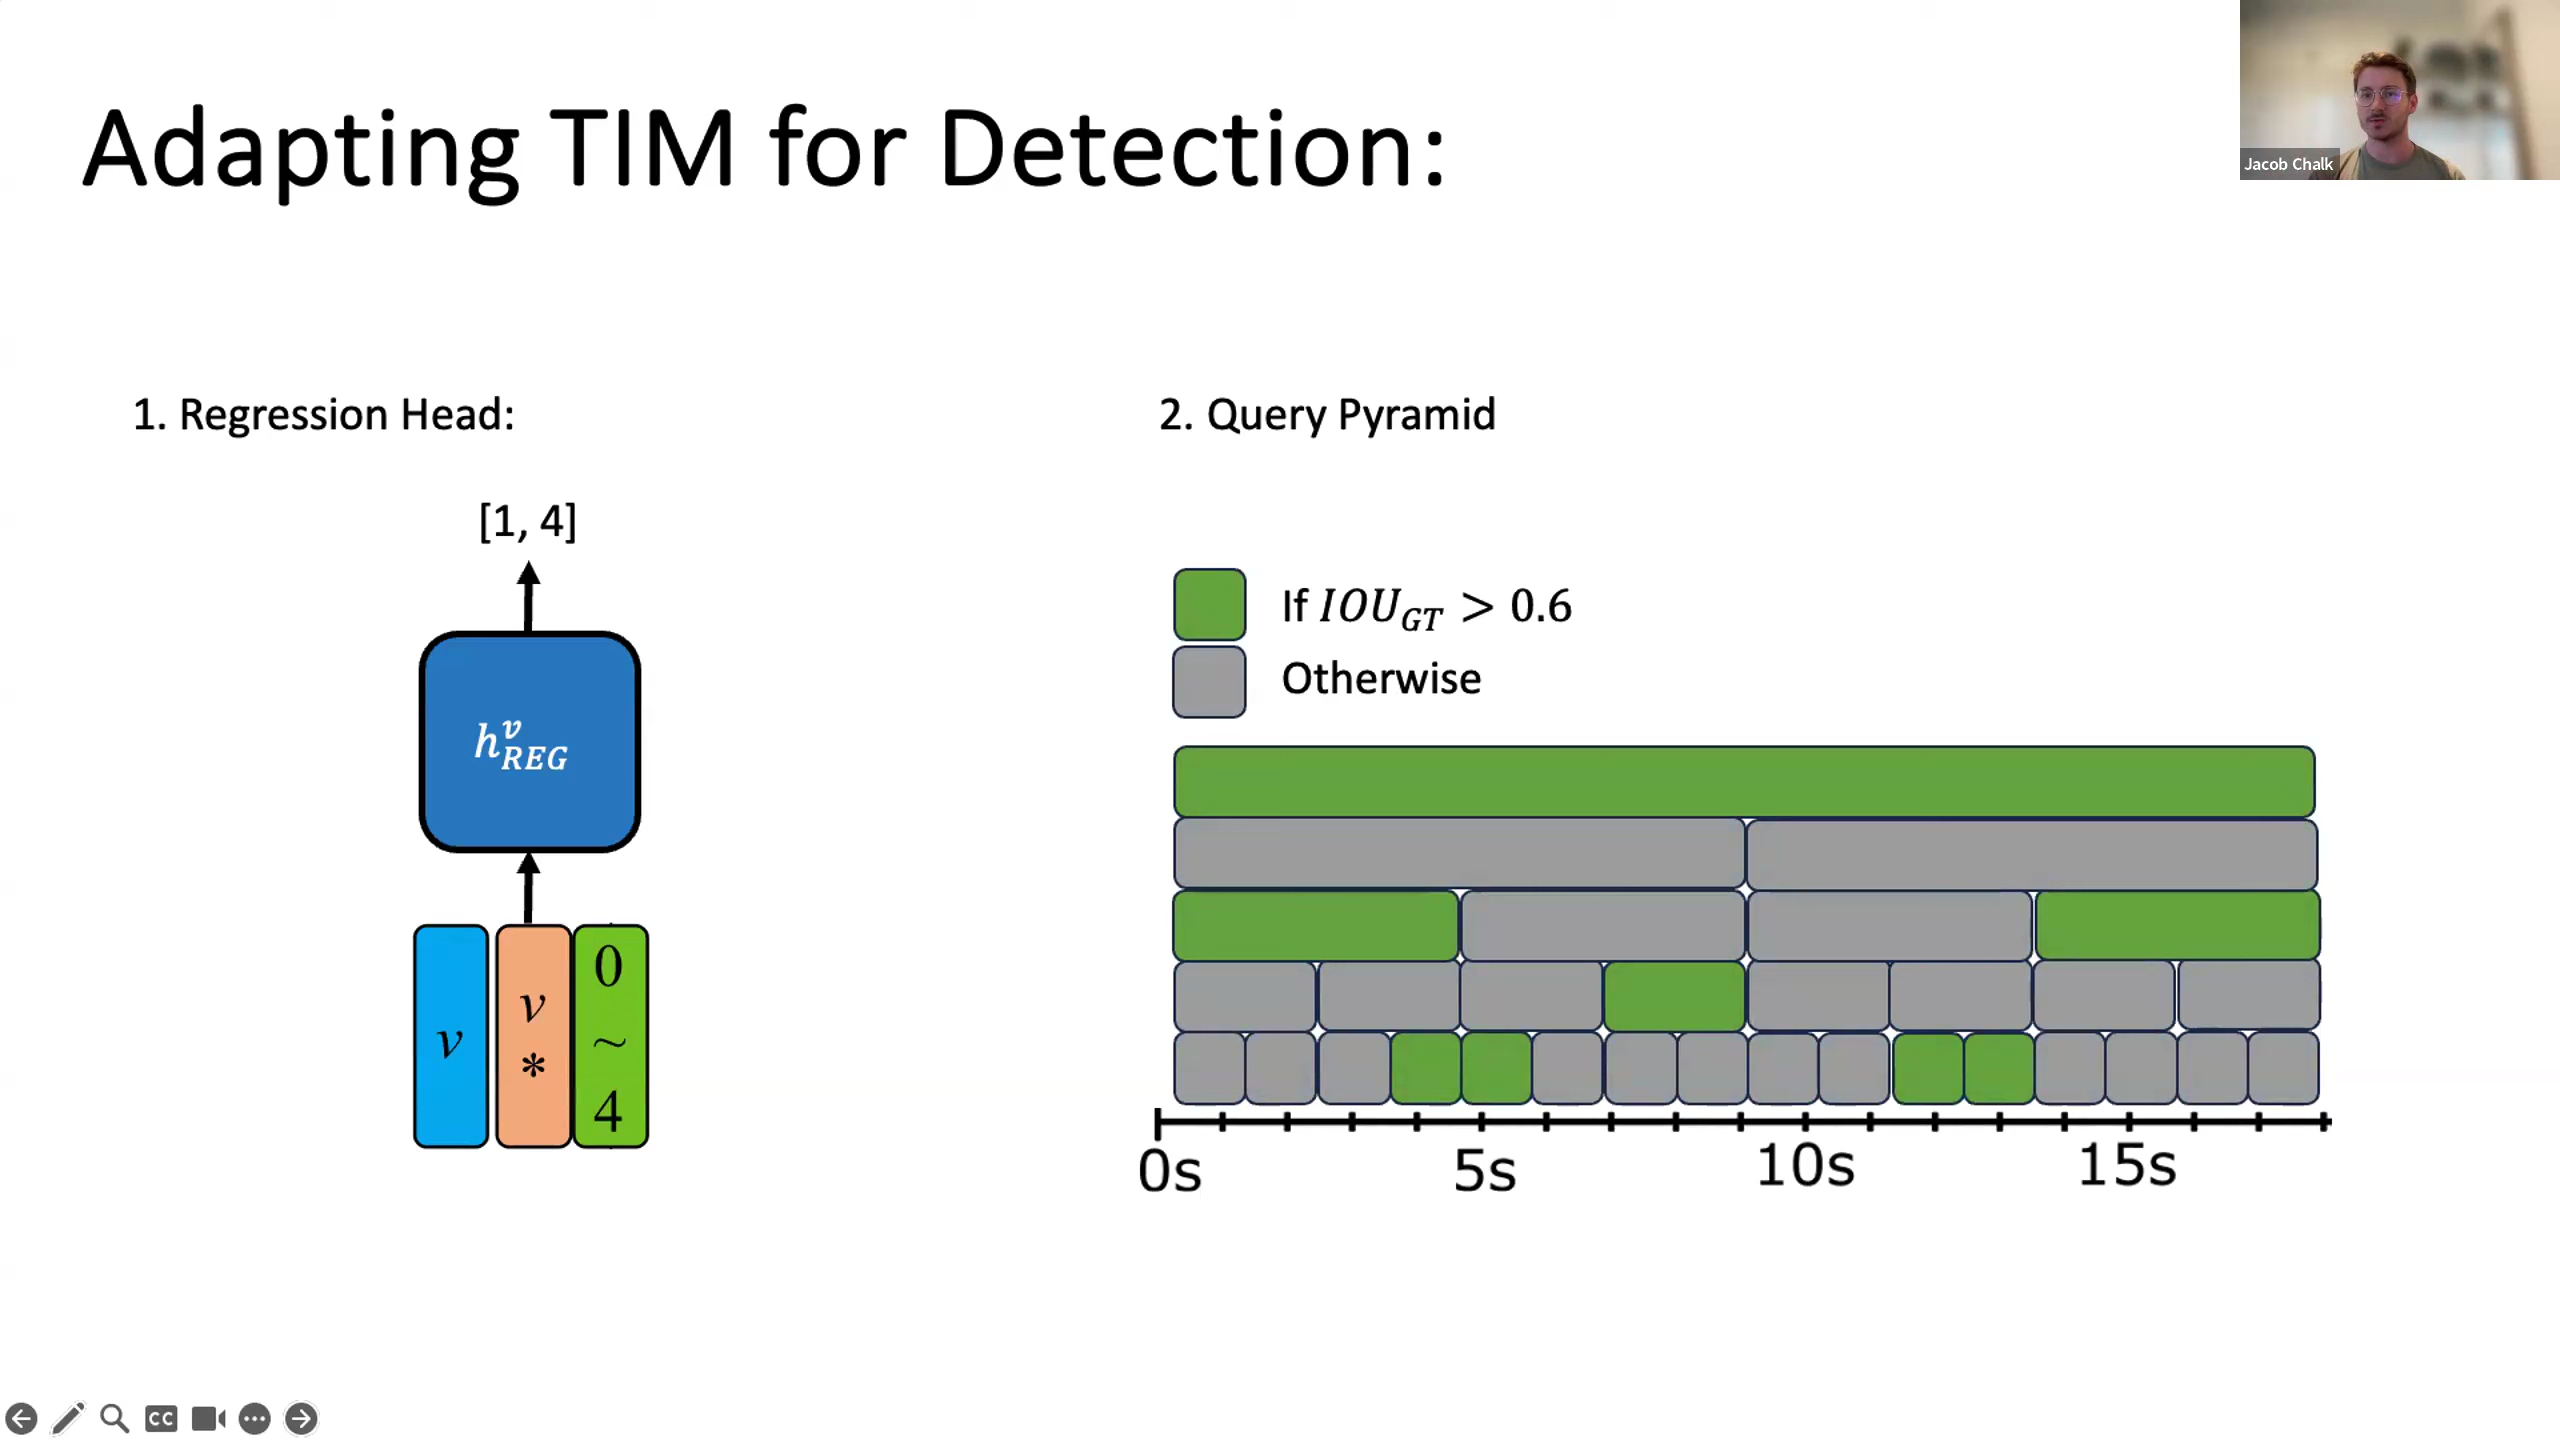 Adapting TIM for Detection:
Jacob Chalk
1. Regression Head:
[1, 4]
h^v_REG
v
v
*
0
~
4
2. Query Pyramid
If IOU_GT > 0.6
Otherwise
0s 5s 10s 15s
CC